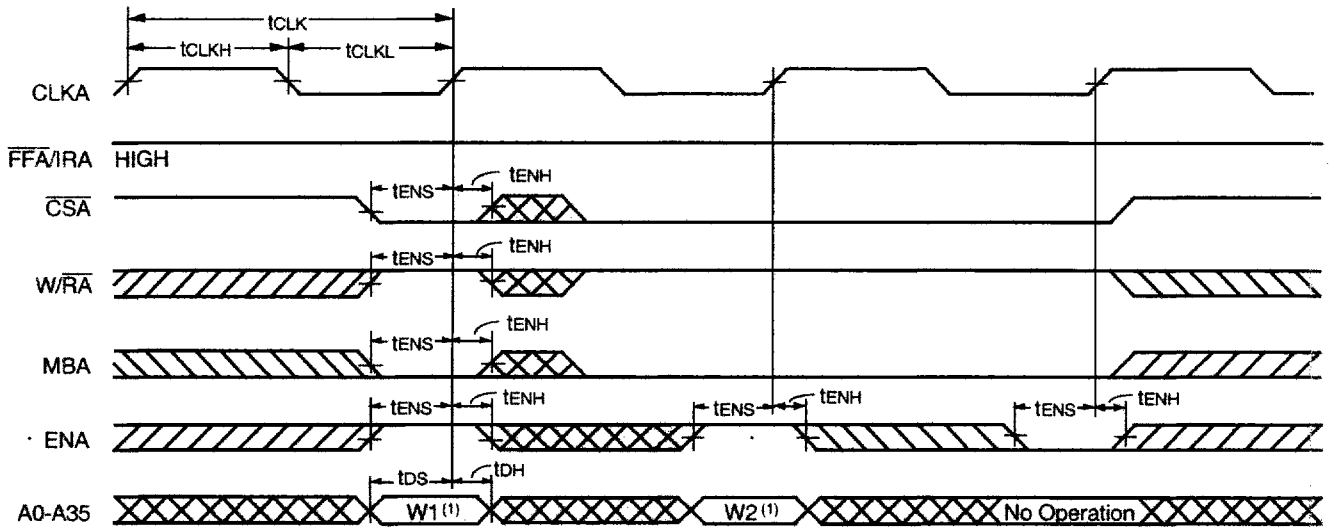 tCLK
tCLKH tCLKL
CLKA
FFA/IRA HIGH
tENS tENH
CSA
tENS tENH
W/RA
tENS tENH
MBA
tENS tENH tENS tENH tENS tENH
ENA
tDS tDH
A0-A35 W1(1) W2(1) No Operation